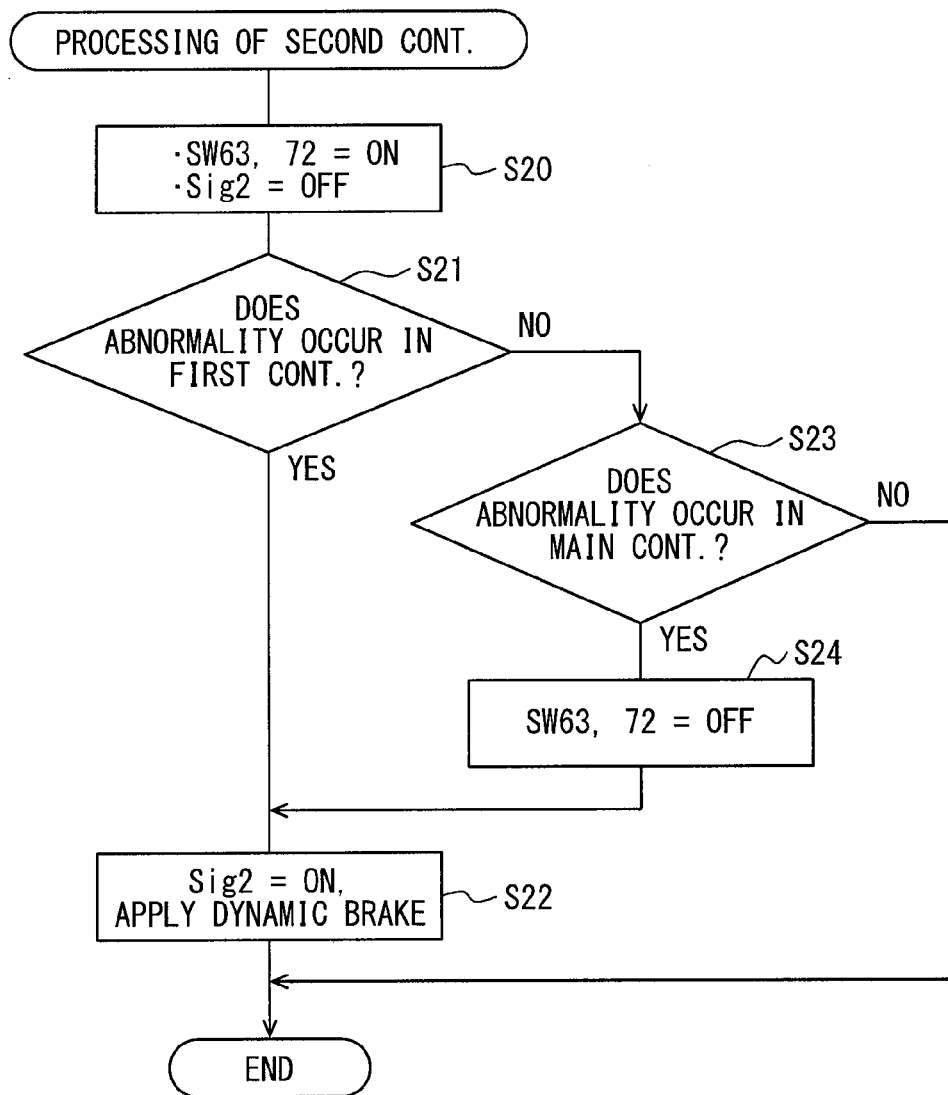 PROCESSING OF SECOND CONT.
·SW63, 72 = ON
·Sig2 = OFF
S20
S21
DOES
ABNORMALITY OCCUR IN
FIRST CONT.?
NO
YES
S23
DOES
ABNORMALITY OCCUR IN
MAIN CONT.?
NO
YES
S24
SW63, 72 = OFF
Sig2 = ON,
APPLY DYNAMIC BRAKE
S22
END